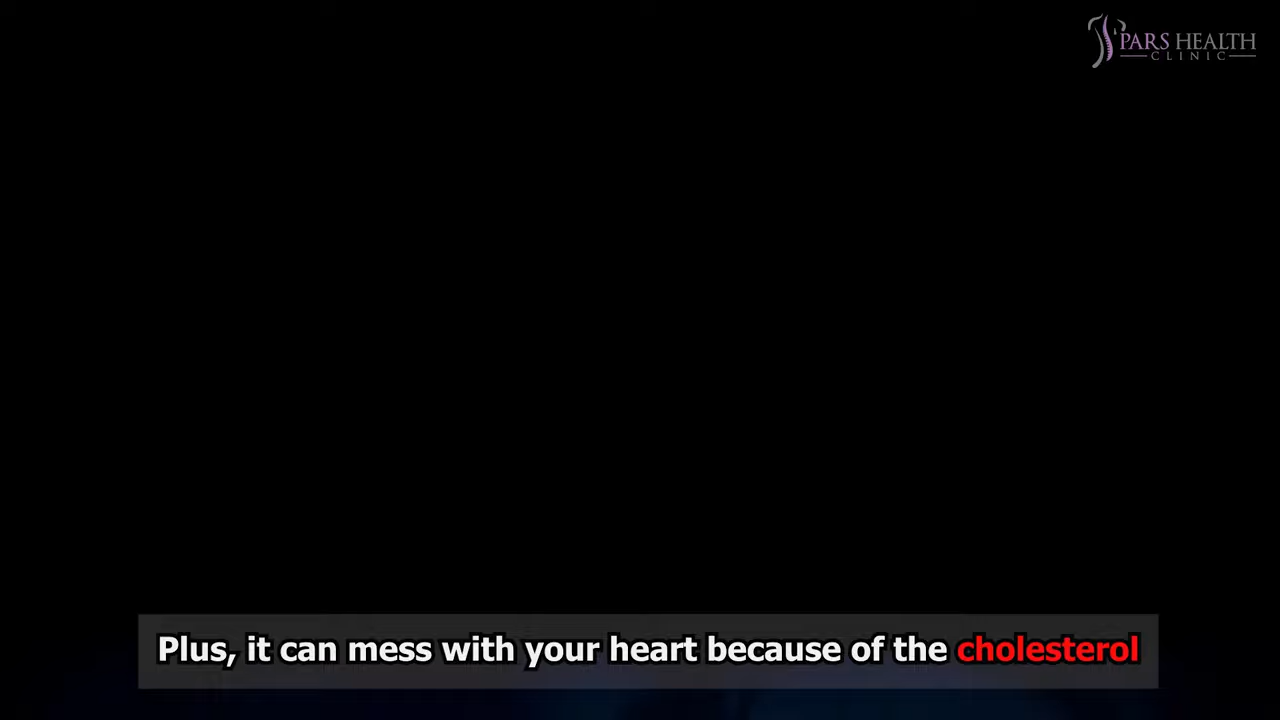 PARS HEALTH
CLINIC
Plus, it can mess with your heart because of the cholesterol